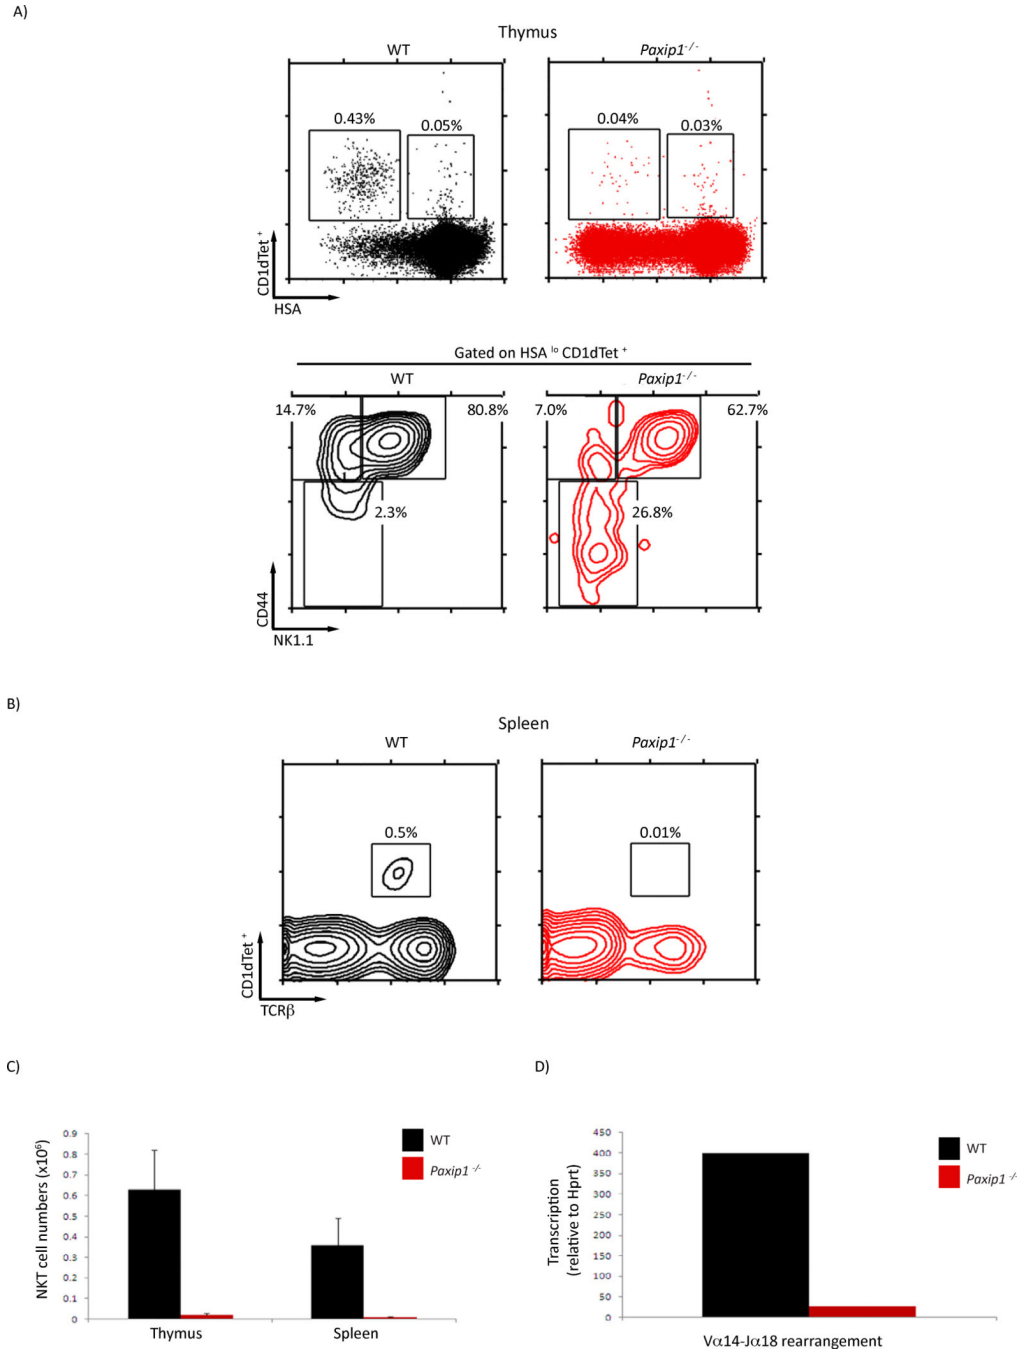 A)
Thymus
WT
Paxip1-/-
0.43%
0.05%
0.04%
0.03%
CD1dTet+
HSA
Gated on HSA lo CD1dTet+
WT
Paxip1-/-
14.7%
80.8%
7.0%
62.7%
2.3%
26.8%
CD44
NK1.1
B)
Spleen
WT
Paxip1-/-
0.5%
0.01%
CD1dTet+
TCRβ
C)
NKT cell numbers (x10⁶)
0.9
0.8
0.7
0.6
0.5
0.4
0.3
0.2
0.1
0
Thymus
Spleen
WT
Paxip1 -/-
D)
Transcription
(relative to Hprt)
450
400
350
300
250
200
150
100
50
0
Vα14-Jα18 rearrangement
WT
Paxip1 -/-